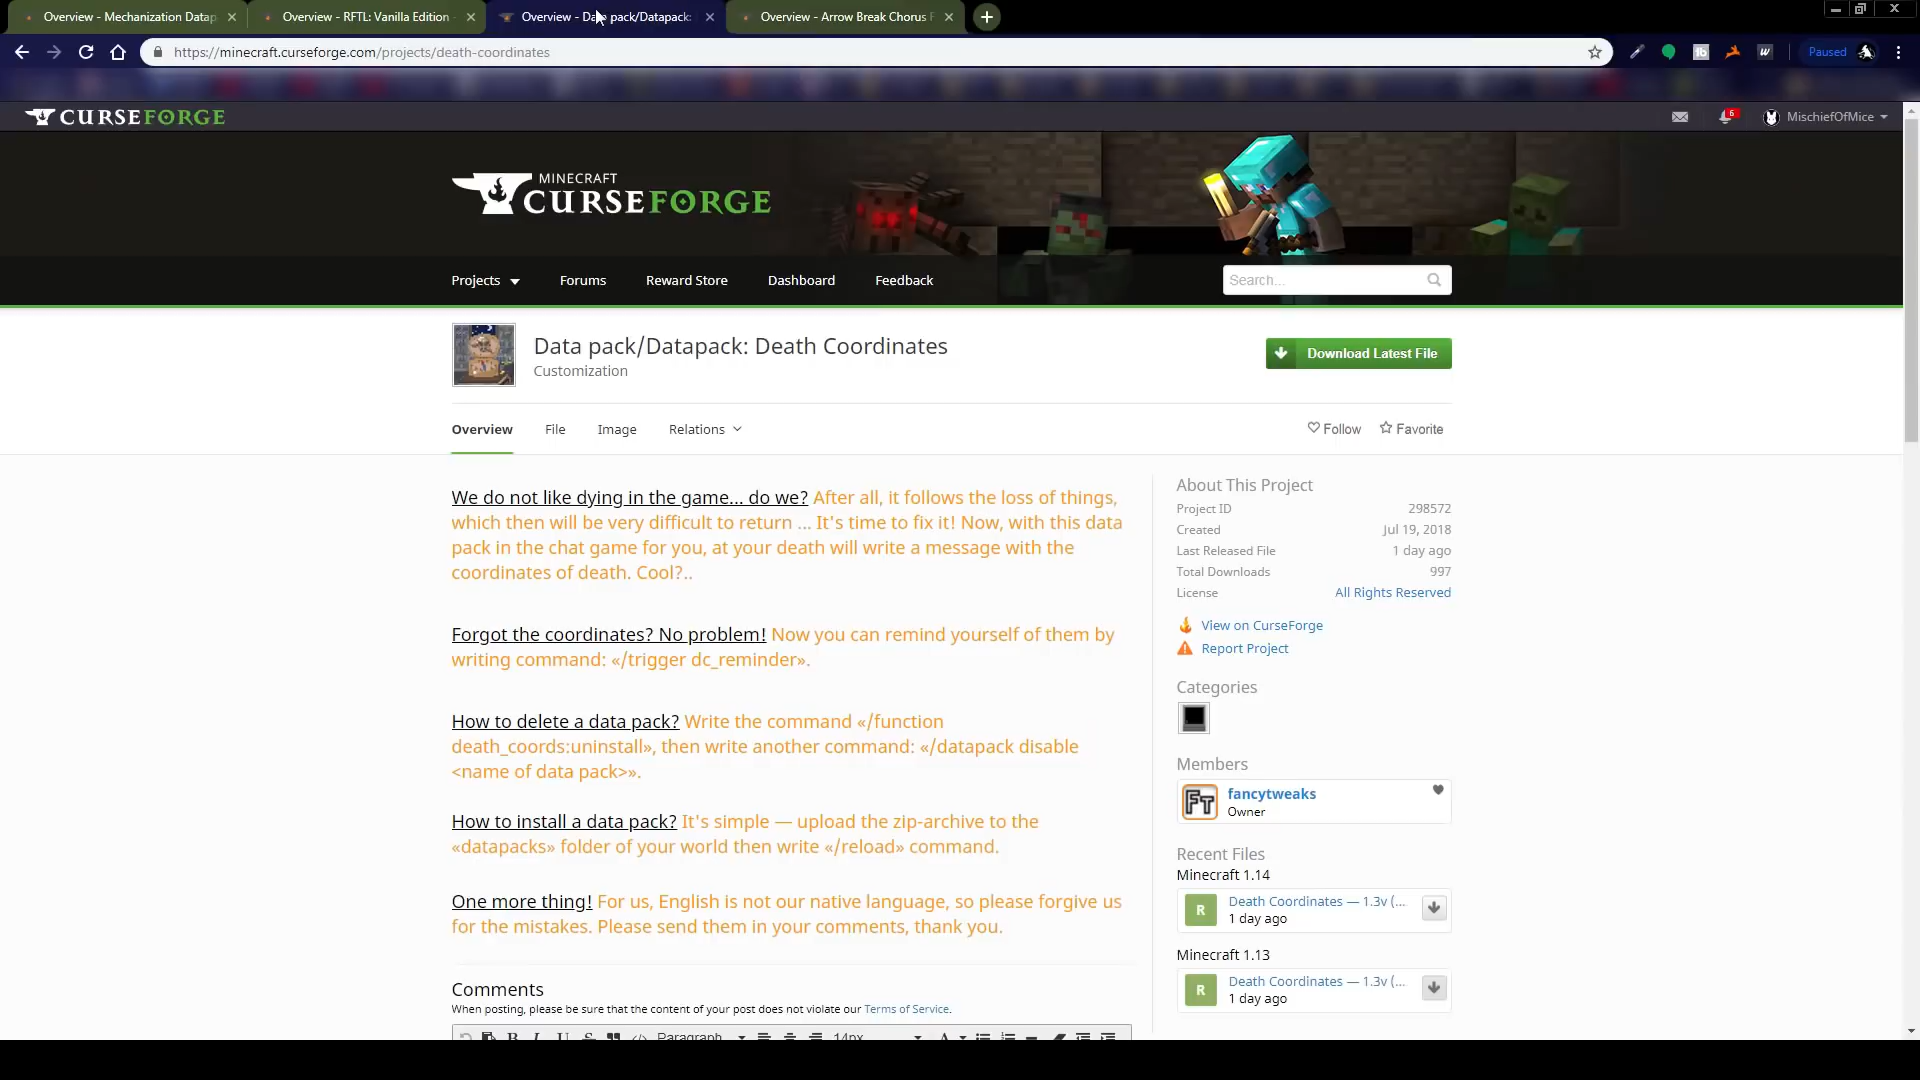 Overview - Mechanization Datap
Overview - RFTL: Vanilla Edition -
Overview - Data pack/Datapack:
Overview - Arrow Break Chorus F
https://minecraft.curseforge.com/projects/death-coordinates
Paused
CURSEFORGE
6
MischiefOfMice
MINECRAFT
CURSEFORGE
Projects
Forums
Reward Store
Dashboard
Feedback
Search...
Data pack/Datapack: Death Coordinates
Customization
Download Latest File
Overview
File
Image
Relations
Follow
Favorite
We do not like dying in the game... do we? After all, it follows the loss of things,
which then will be very difficult to return ... It's time to fix it! Now, with this data
pack in the chat game for you, at your death will write a message with the
coordinates of death. Cool?..
Forgot the coordinates? No problem! Now you can remind yourself of them by
writing command: «/trigger dc_reminder».
How to delete a data pack? Write the command «/function
death_coords:uninstall», then write another command: «/datapack disable
<name of data pack>».
How to install a data pack? It's simple — upload the zip-archive to the
«datapacks» folder of your world then write «/reload» command.
One more thing! For us, English is not our native language, so please forgive us
for the mistakes. Please send them in your comments, thank you.
Comments
When posting, please be sure that the content of your post does not violate our Terms of Service.
Paragraph
14px
About This Project
Project ID 298572
Created Jul 19, 2018
Last Released File 1 day ago
Total Downloads 997
License All Rights Reserved
View on CurseForge
Report Project
Categories
Members
FT
fancytweaks
Owner
Recent Files
Minecraft 1.14
R
Death Coordinates — 1.3v (...
1 day ago
Minecraft 1.13
R
Death Coordinates — 1.3v (...
1 day ago